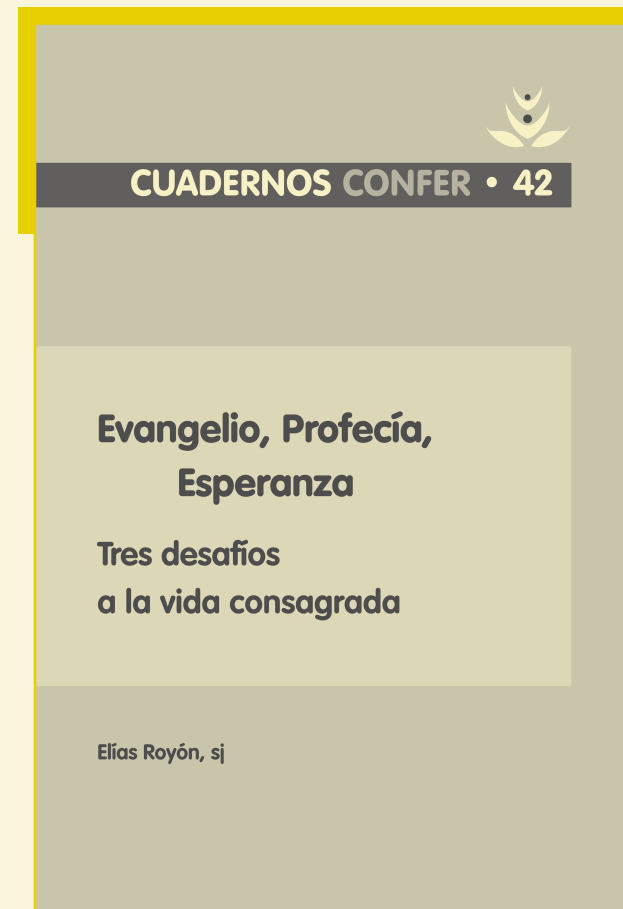 CUADERNOS CONFER • 42
Evangelio, Profecía,
Esperanza
Tres desafíos
a la vida consagrada
Elías Royón, sj